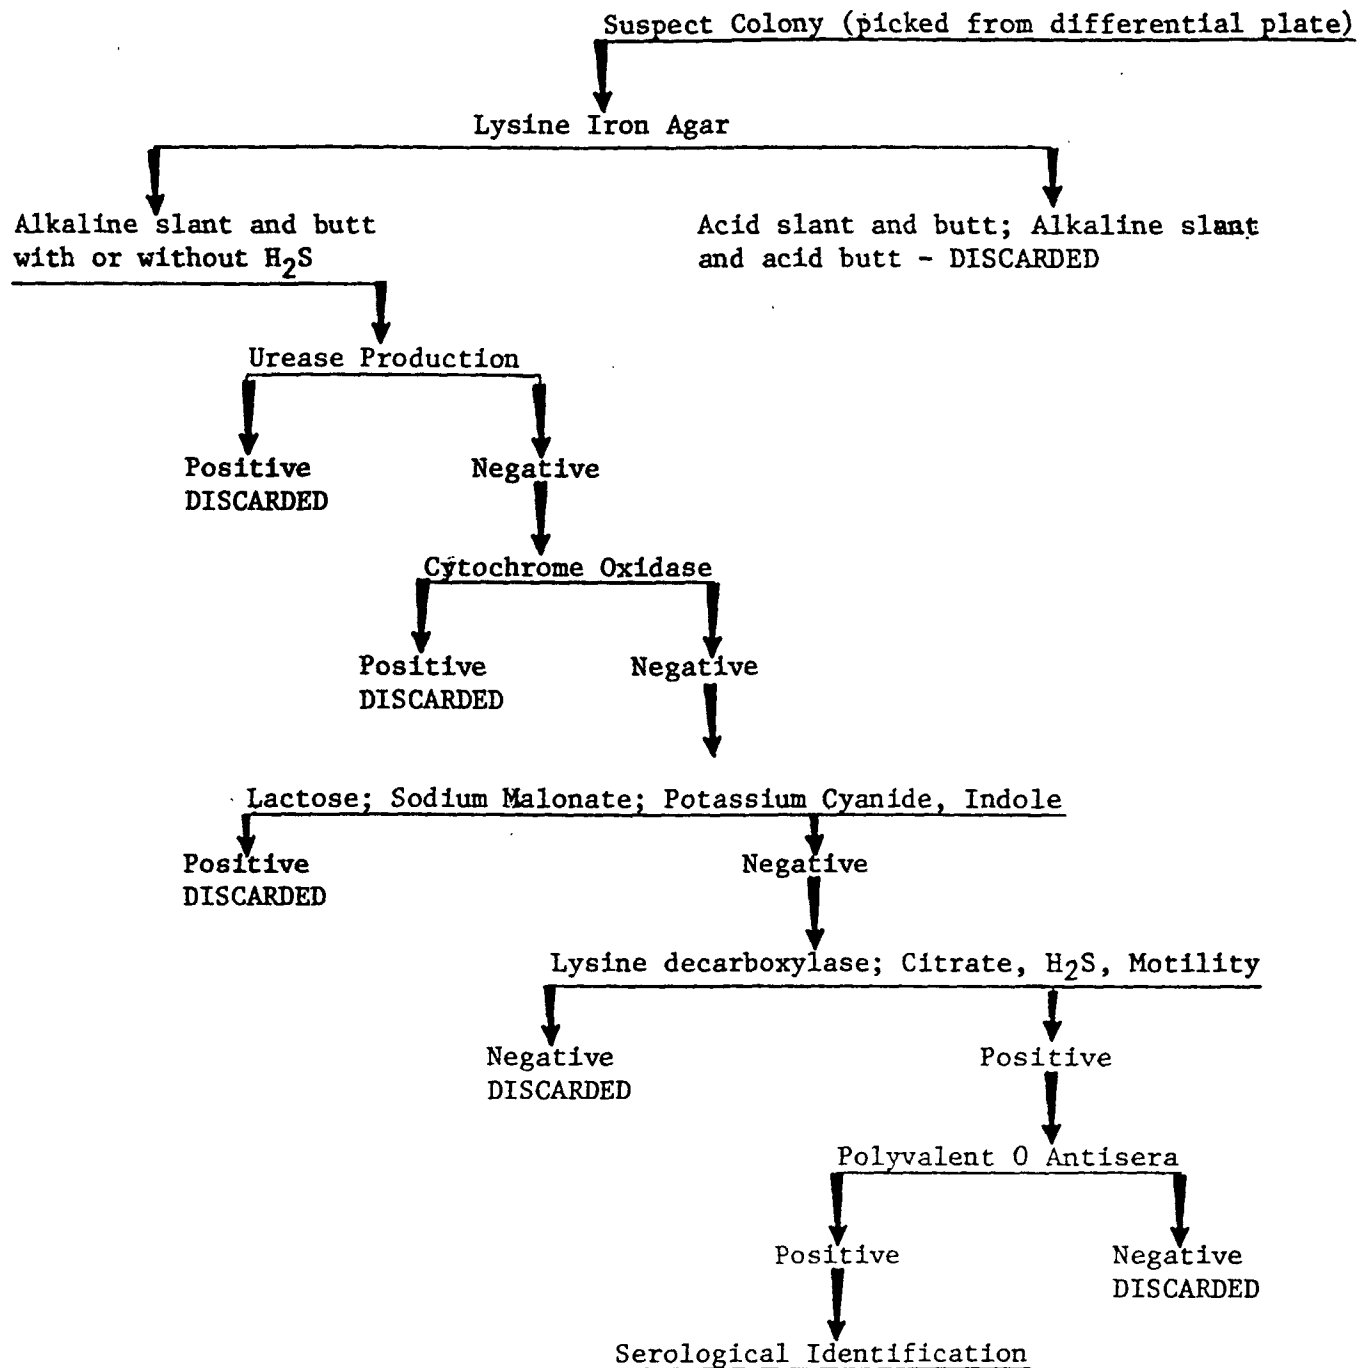 Suspect Colony (picked from differential plate)
Lysine Iron Agar
Alkaline slant and butt
with or without H₂S
Acid slant and butt; Alkaline slant
and acid butt - DISCARDED
Urease Production
Positive
DISCARDED
Negative
Cytochrome Oxidase
Positive
DISCARDED
Negative
Lactose; Sodium Malonate; Potassium Cyanide, Indole
Positive
DISCARDED
Negative
Lysine decarboxylase; Citrate, H₂S, Motility
Negative
DISCARDED
Positive
Polyvalent O Antisera
Positive
Negative
DISCARDED
Serological Identification